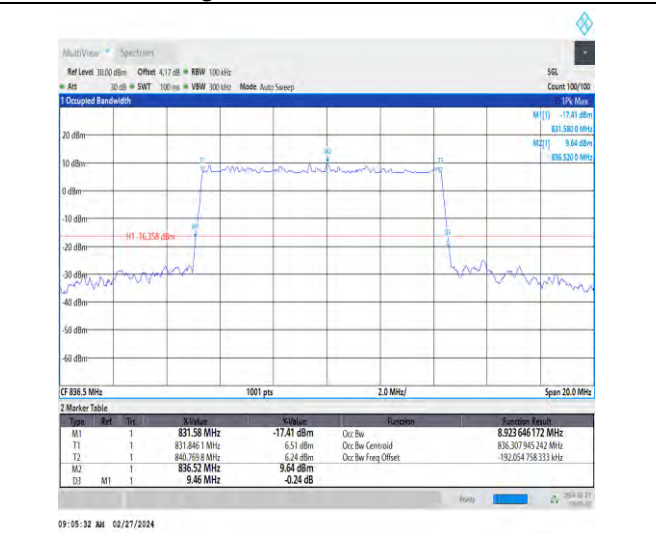 MultiView Spectrum
Ref Level 30.00 dBm Offset 4.17 dB RBW 100 kHz SGL
Att 30 dB SWT 100 ms VBW 300 kHz Mode Auto Sweep Count 100/100
1 Occupied Bandwidth 1Pk Max
M1[1] -17.41 dBm
831.580 0 MHz
M2[1] 9.64 dBm
836.520 0 MHz
20 dBm
M2
10 dBm T1
0 dBm
-10 dBm
M1
H1 -16.358 dBm
D3
-20 dBm
-30 dBm
-40 dBm
-50 dBm
-60 dBm
CF 836.5 MHz 1001 pts 2.0 MHz/ Span 20.0 MHz
2 Marker Table
Type Ref Trc X-Value Y-Value Function Function Result
M1 1 831.58 MHz -17.41 dBm Occ Bw 8.923 646 172 MHz
T1 1 831.846 1 MHz 6.51 dBm Occ Bw Centroid 836.307 945 242 MHz
T2 1 840.769 8 MHz 6.24 dBm Occ Bw Freq Offset -192.054 758 333 kHz
M2 1 836.52 MHz 9.64 dBm
D3 M1 1 9.46 MHz -0.24 dB
Ready
09:05:32 AM 02/27/2024